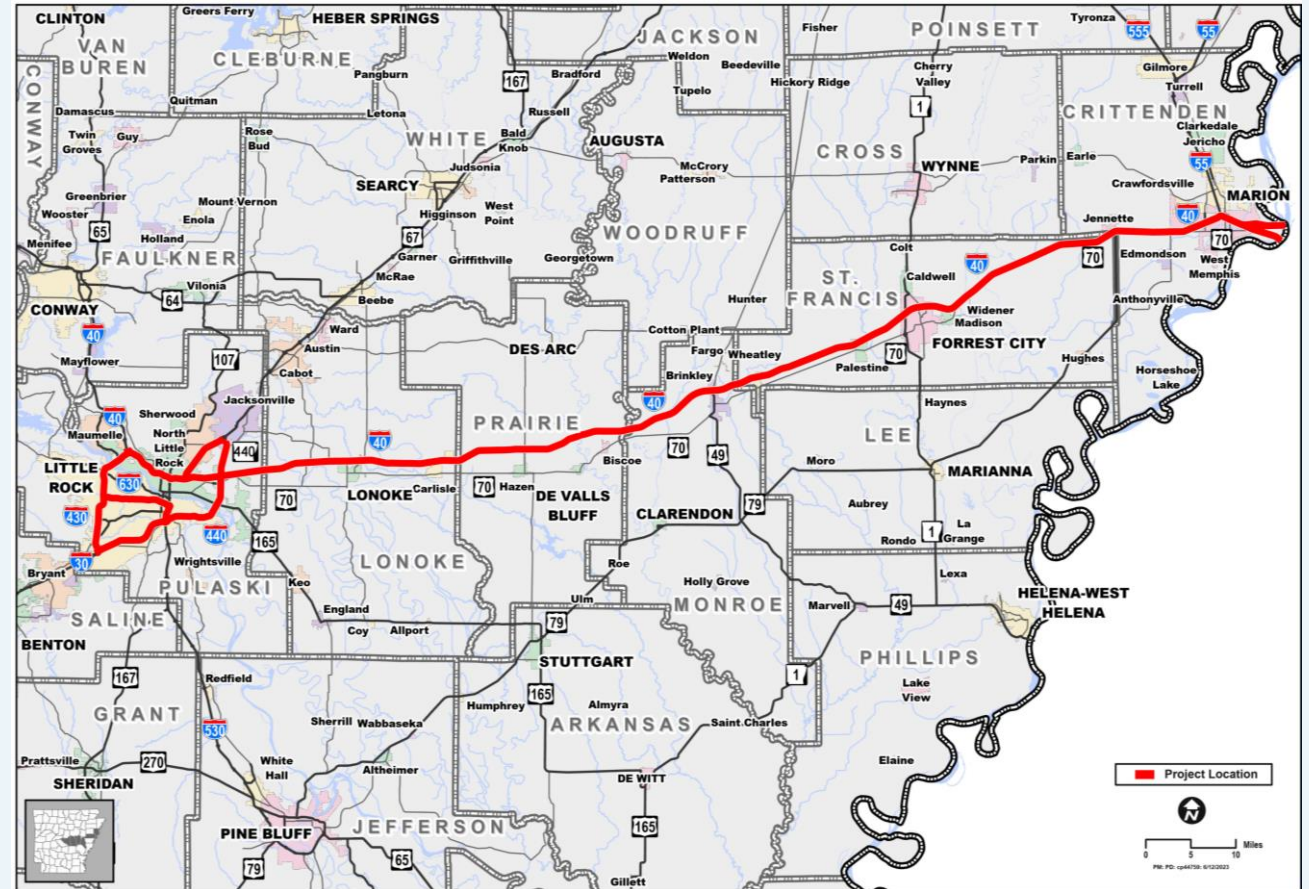 CLINTON
Greers Ferry
HEBER SPRINGS
VAN
BUREN
CLEBURNE
Pangburn
JACKSON
Weldon
Beedeville
Tupelo
Bradford
167
Fisher
Hickory Ridge
POINSETT
Cherry
Valley
1
Tyronza
555
55
Gilmore
Turrell
CRITTENDEN
Clarkedale
Jericho
55
CONWAY
Damascus
Quitman
Letona
Russell
Twin
Groves
Guy
Rose
Bud
WHITE
Bald
Knob
Judsonia
AUGUSTA
McCrory
Patterson
CROSS
WYNNE
Parkin
Earle
Crawfordsville
MARION
40
Greenbrier
SEARCY
Higginson
West
Point
Mount Vernon
Wooster
65
Enola
Menifee
Holland
FAULKNER
67
Garner
Griffithville
Georgetown
WOODRUFF
Jennette
70
70
Edmondson
West
Memphis
Colt
Caldwell
40
ST.
FRANCIS
McRae
Vilonia
64
Beebe
Hunter
Anthonyville
CONWAY
40
Ward
Austin
Cabot
107
Mayflower
Cotton Plant
DES ARC
Fargo
Wheatley
Brinkley
Widener
Madison
FORREST CITY
70
Palestine
Hughes
Horseshoe
Lake
Jacksonville
Sherwood
40
Maumelle
North
Little
Rock
440
40
PRAIRIE
40
Haynes
LEE
LITTLE
ROCK
630
430
70
LONOKE
Carlisle
70
Hazen
Biscoe
70
49
DE VALLS
BLUFF
Moro
MARIANNA
440
165
Wrightsville
30
Bryant
PULASKI
Keo
LONOKE
CLARENDON
79
Aubrey
La
Grange
1
Rondo
Roe
Holly Grove
Lexa
SALINE
England
Coy
Allport
Ulm
MONROE
Marvell
49
HELENA-WEST
HELENA
BENTON
79
STUTTGART
PHILLIPS
167
Redfield
1
Lake
View
GRANT
530
Sherrill
Wabbaseka
Humphrey
165
Almyra
ARKANSAS
Saint Charles
Prattsville
270
White
Hall
Altheimer
Elaine
SHERIDAN
DE WITT
PINE BLUFF
JEFFERSON
165
79
65
Gillett
Project Location
N
0 5 10 Miles